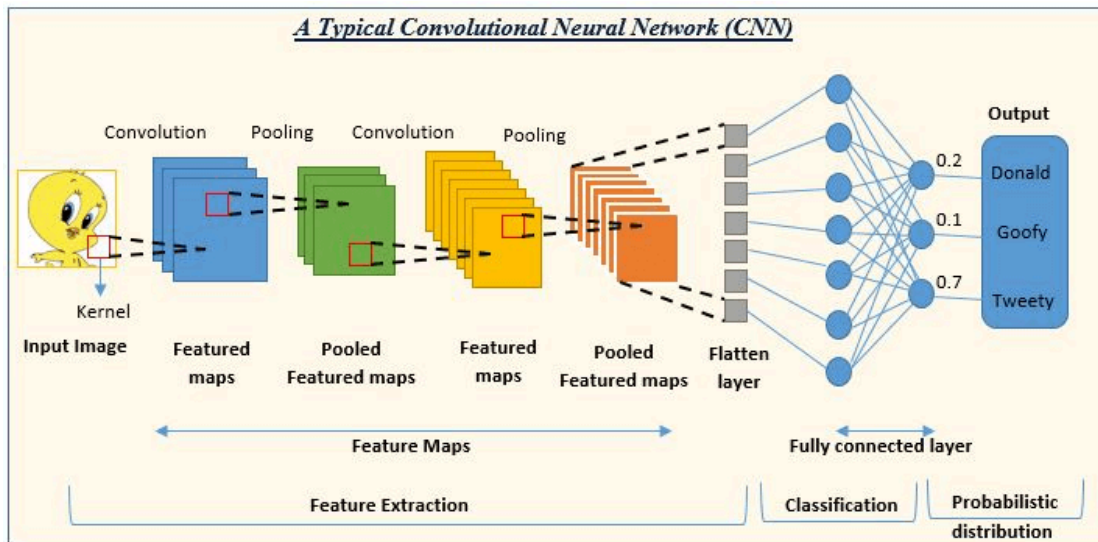 A Typical Convolutional Neural Network (CNN)
Convolution
Pooling
Convolution
Pooling
Output
0.2
Donald
0.1
Goofy
0.7
Tweety
Kernel
Input Image
Featured
maps
Pooled
Featured maps
Featured
maps
Pooled
Featured maps
Flatten
layer
Feature Maps
Fully connected layer
Feature Extraction
Classification
Probabilistic
distribution